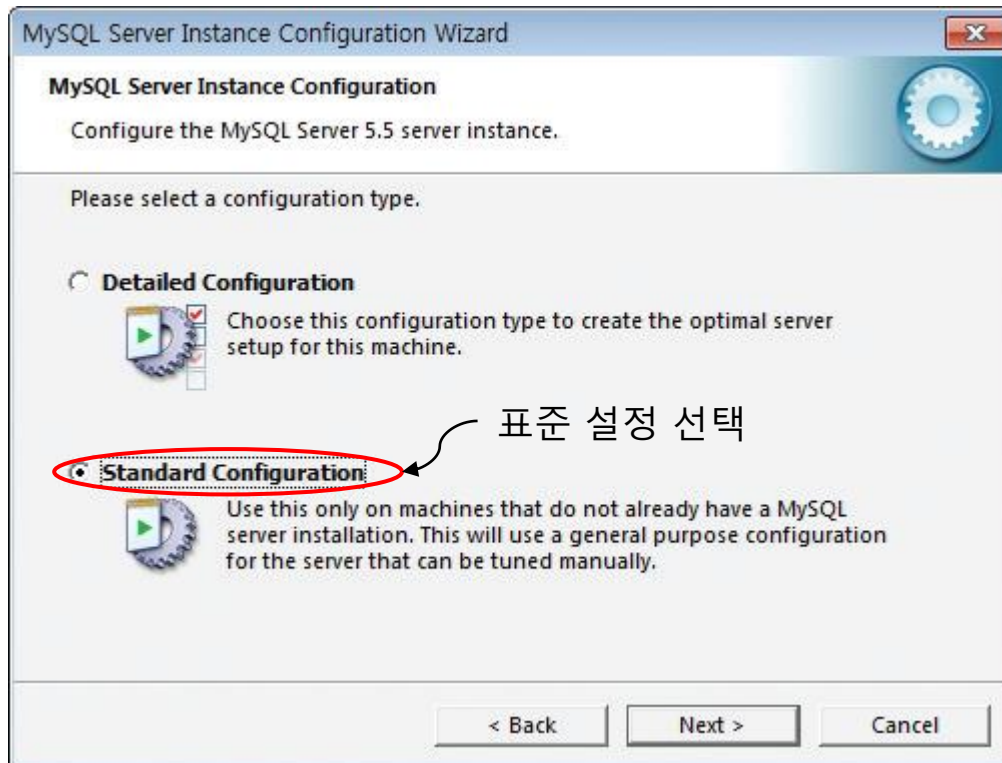 MySQL Server Instance Configuration Wizard
MySQL Server Instance Configuration
Configure the MySQL Server 5.5 server instance.
Please select a configuration type.
Detailed Configuration
Choose this configuration type to create the optimal server
setup for this machine.
표준 설정 선택
Standard Configuration
Use this only on machines that do not already have a MySQL
server installation. This will use a general purpose configuration
for the server that can be tuned manually.
< Back
Next >
Cancel